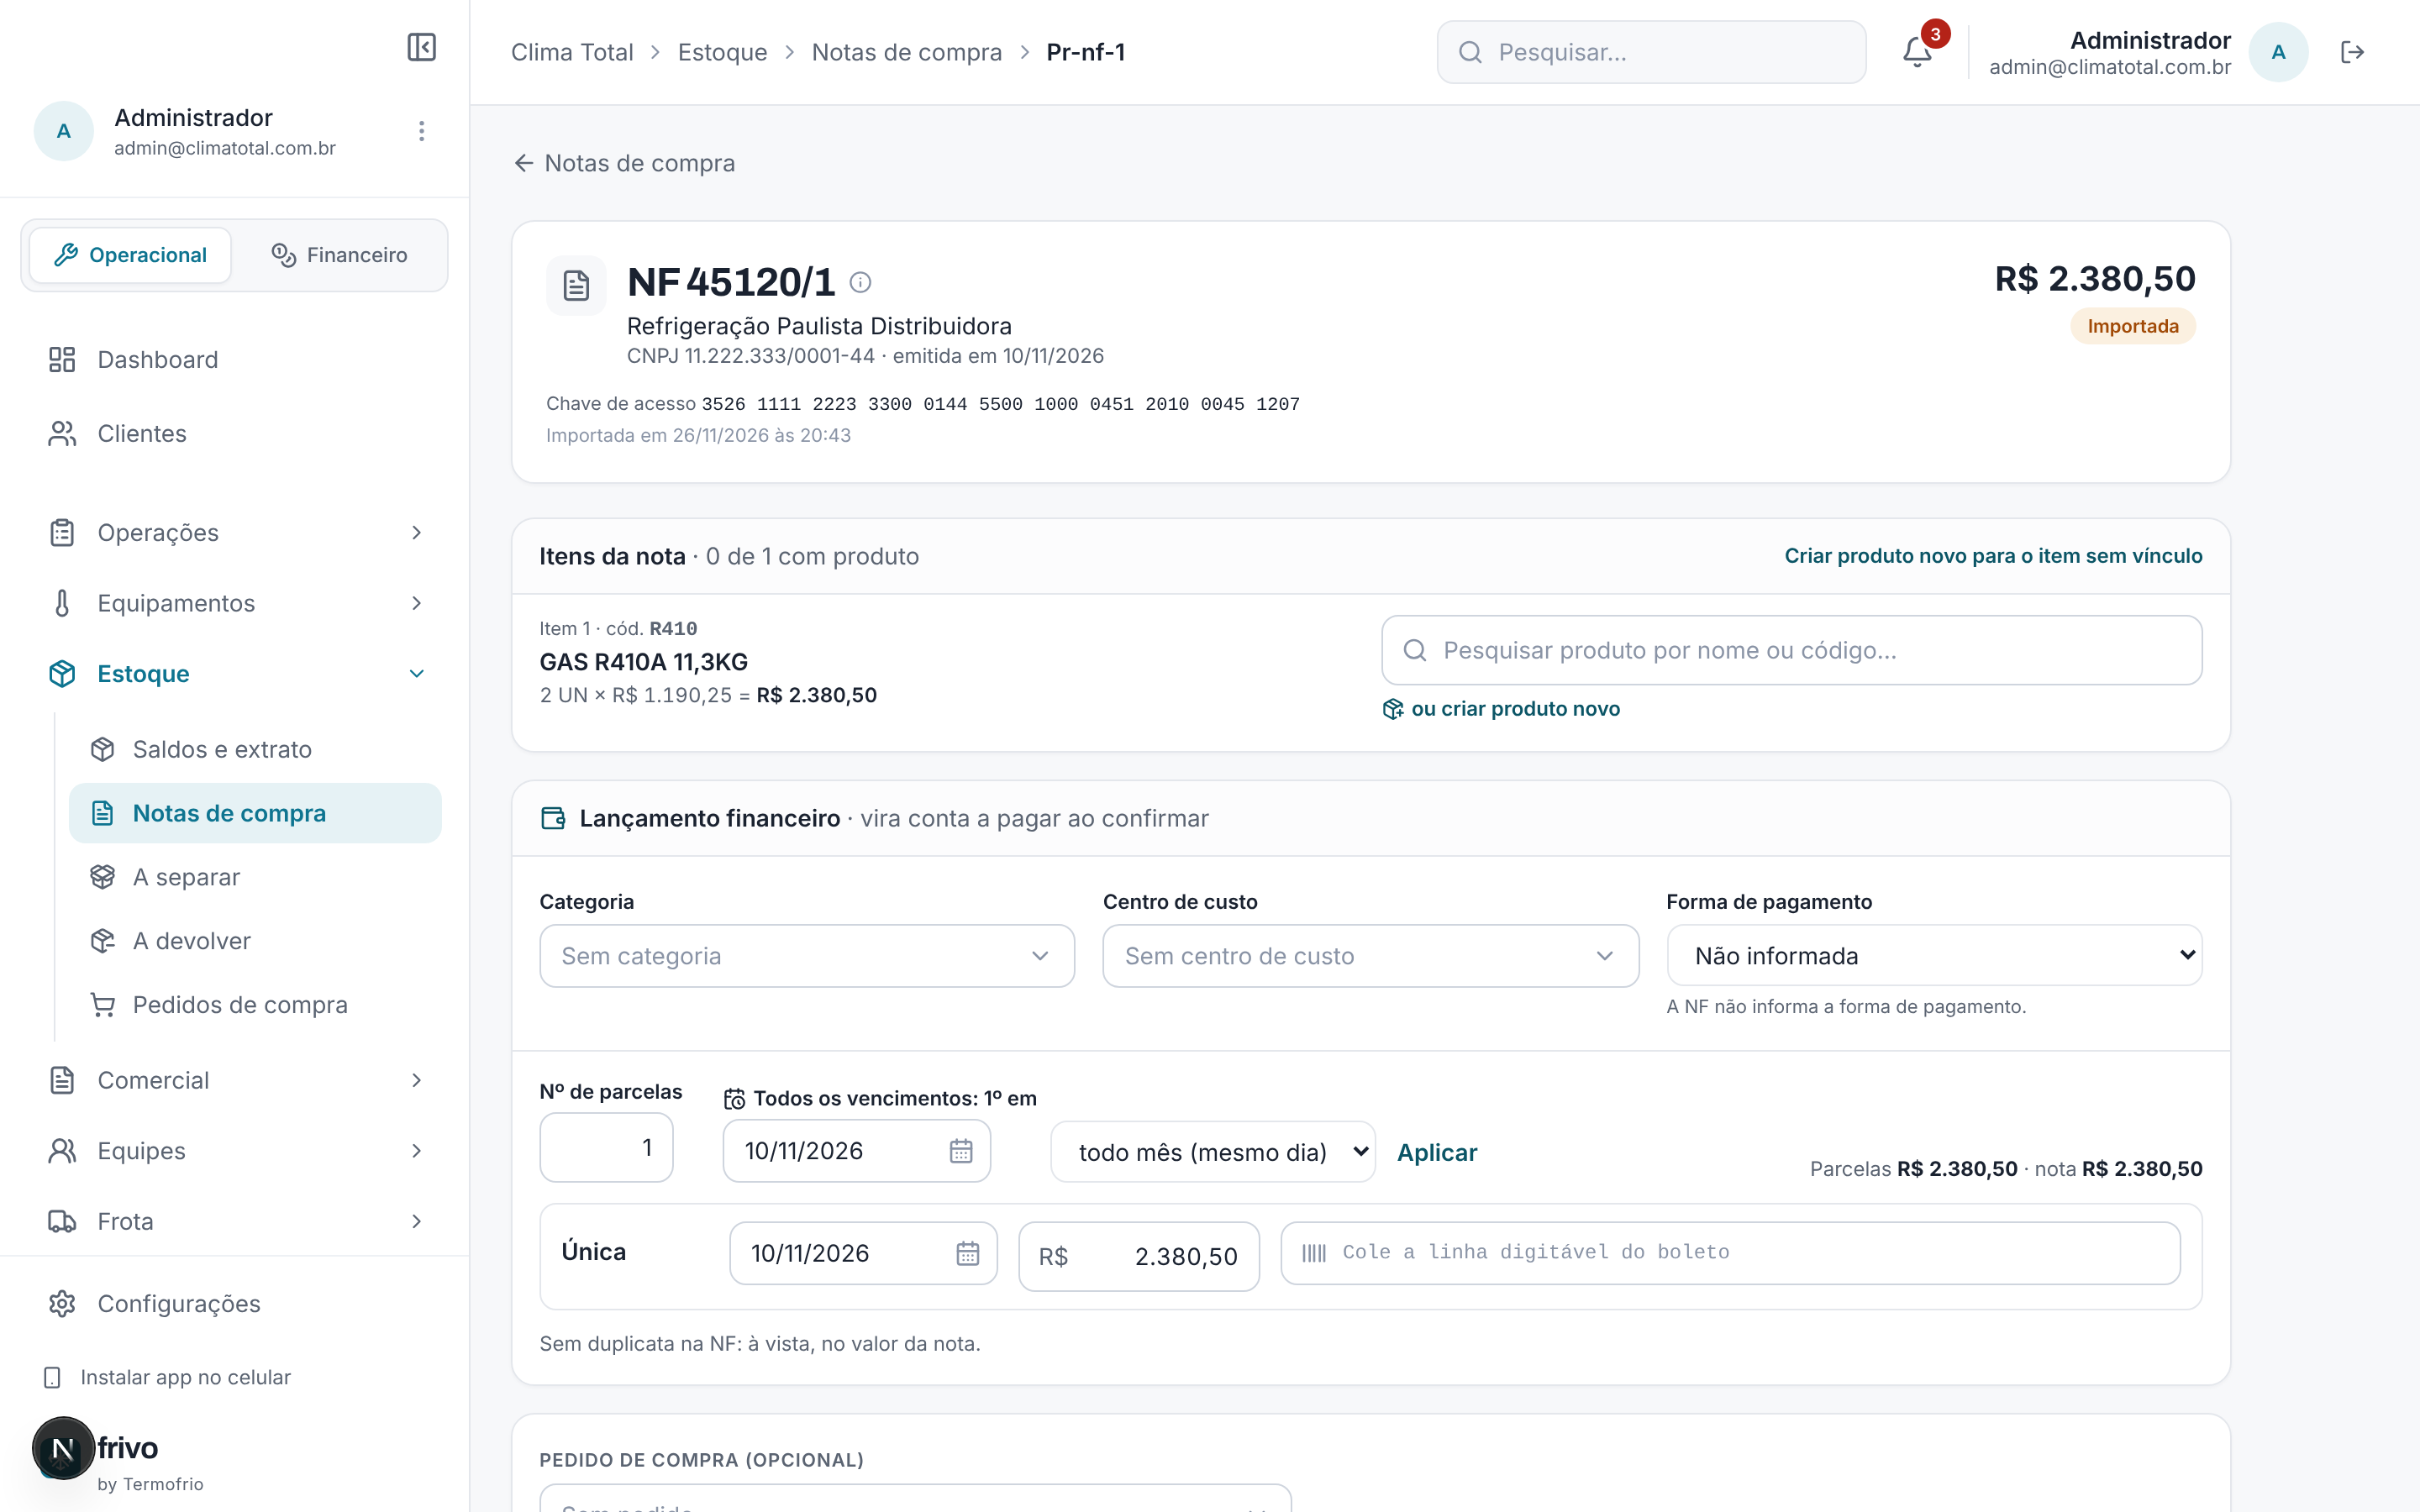 Clima Total > Estoque > Notas de compra > Pr-nf-1
Pesquisar...
3
Administrador
admin@climatotal.com.br
A
A
Administrador
admin@climatotal.com.br
Operacional
Financeiro
Dashboard
Clientes
Operações
Equipamentos
Estoque
Saldos e extrato
Notas de compra
A separar
A devolver
Pedidos de compra
Comercial
Equipes
Frota
Configurações
Instalar app no celular
N
frivo
by Termofrio
Notas de compra
NF 45120/1
R$ 2.380,50
Refrigeração Paulista Distribuidora
Importada
CNPJ 11.222.333/0001-44 · emitida em 10/11/2026
Chave de acesso 3526 1111 2223 3300 0144 5500 1000 0451 2010 0045 1207
Importada em 26/11/2026 às 20:43
Itens da nota · 0 de 1 com produto
Criar produto novo para o item sem vínculo
Item 1 · cód. R410
GAS R410A 11,3KG
2 UN × R$ 1.190,25 = R$ 2.380,50
Pesquisar produto por nome ou código...
ou criar produto novo
Lançamento financeiro · vira conta a pagar ao confirmar
Categoria
Sem categoria
Centro de custo
Sem centro de custo
Forma de pagamento
Não informada
A NF não informa a forma de pagamento.
Nº de parcelas
1
Todos os vencimentos: 1º em
10/11/2026
todo mês (mesmo dia)
Aplicar
Parcelas R$ 2.380,50 · nota R$ 2.380,50
Única
10/11/2026
R$ 2.380,50
Cole a linha digitável do boleto
Sem duplicata na NF: à vista, no valor da nota.
PEDIDO DE COMPRA (OPCIONAL)
Sem pedido